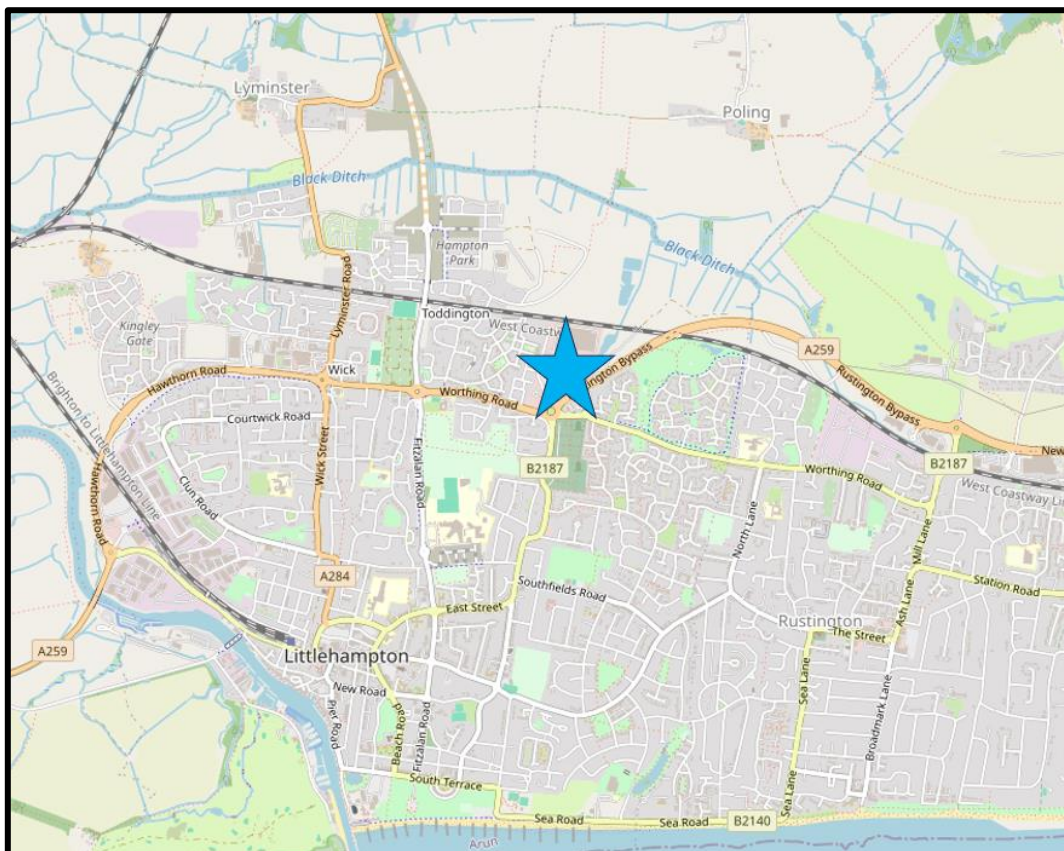 Lyminster
Poling
Black Ditch
Black Ditch
Hampton
Park
Lyminster Road
Toddington
Kingley
Gate
West Coastw
ington Bypass
A259
Rustington Bypass
Wick
Hawthorn Road
Worthing Road
Courtwick Road
Brighton to Littlehampton Line
Wick Street
Fitzalan Road
B2187
B2187
New
Worthing Road
West Coastway Li
Hawthorn Road
Clun Road
North Lane
Mill Lane
A284
Southfields Road
Station Road
East Street
Ash Lane
Rustington
The Street
A259
Littlehampton
New Road
Pier Road
Beach Road
Fitzalan Road
Sea Lane
Broadmark Lane
South Terrace
Sea Lane
Sea Road
Sea Road
B2140
Arun